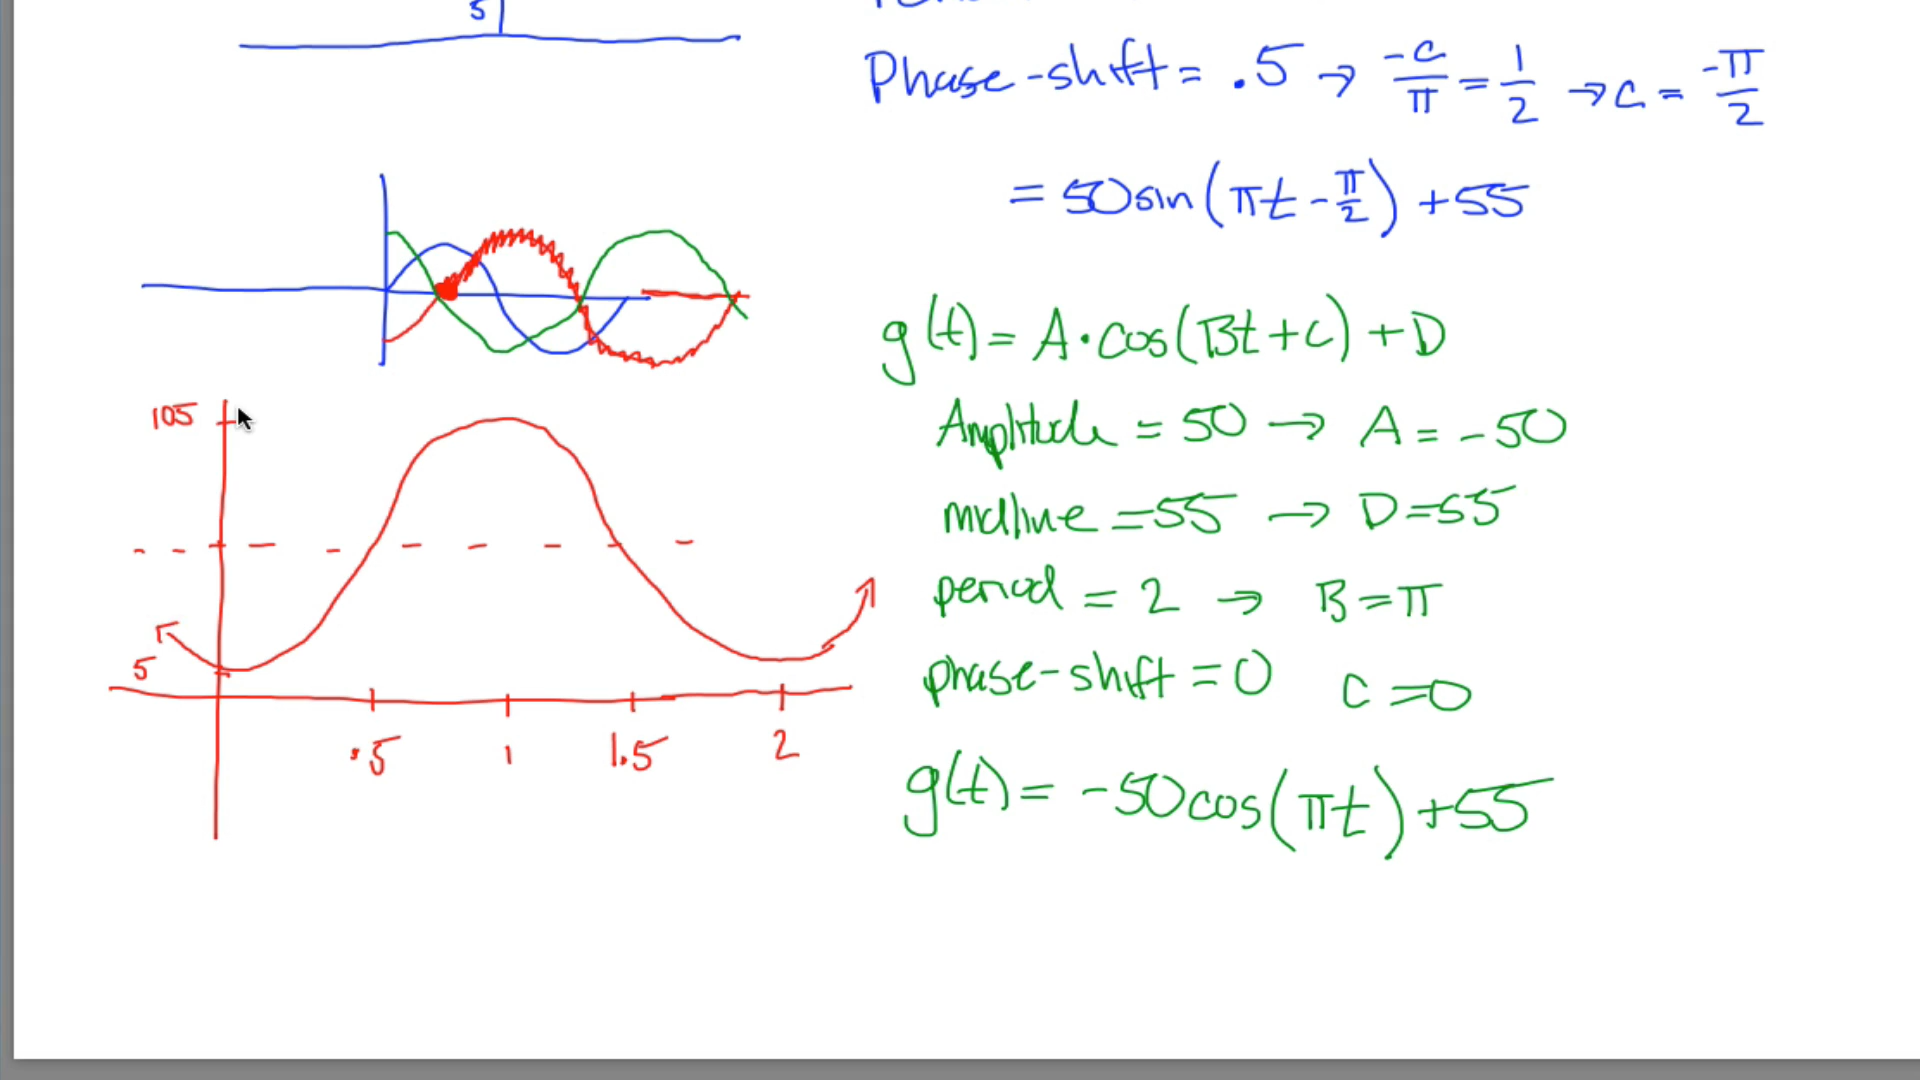 5
Phase-shift = .5 → -C/π = 1/2 → C = -π/2
= 50sin(πt - π/2) + 55
g(t) = A·cos(Bt + C) + D
Amplitude = 50 → A = -50
midline = 55 → D = 55
period = 2 → B = π
phase-shift = 0 C = 0
g(t) = -50cos(πt) + 55
105
5
.5 1 1.5 2